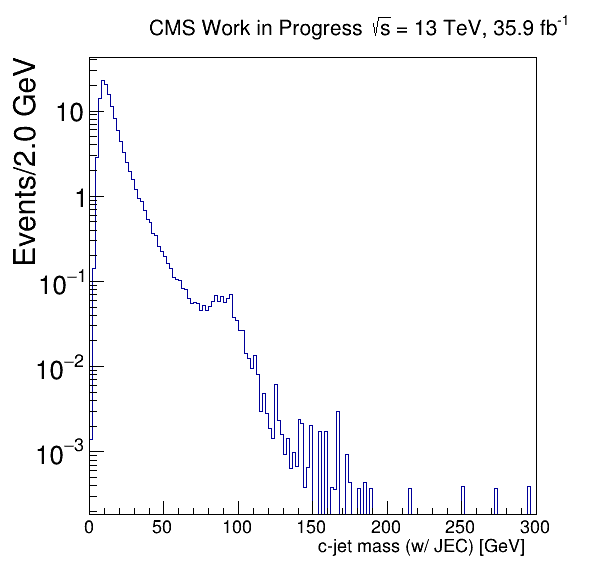 CMS Work in Progress √s = 13 TeV, 35.9 fb⁻¹
Events/2.0 GeV
10
1
10⁻¹
10⁻²
10⁻³
0 50 100 150 200 250 300
c-jet mass (w/ JEC) [GeV]